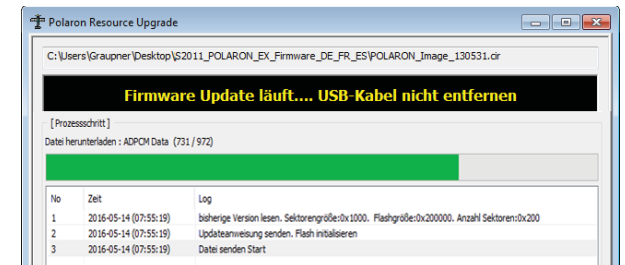 Polaron Resource Upgrade
C:\Users\Graupner\Desktop\S2011_POLARON_EX_Firmware_DE_FR_ES\POLARON_Image_130531.cir
Firmware Update läuft.... USB-Kabel nicht entfernen
[Prozessschritt]
Datei herunterladen : ADPCM Data (731 / 972)
No Zeit Log
1 2016-05-14 (07:55:19) bisherige Version lesen. Sektorengröße:0x1000. Flashgröße:0x200000. Anzahl Sektoren:0x200
2 2016-05-14 (07:55:19) Updateanweisung senden. Flash initialisieren
3 2016-05-14 (07:55:19) Datei senden Start